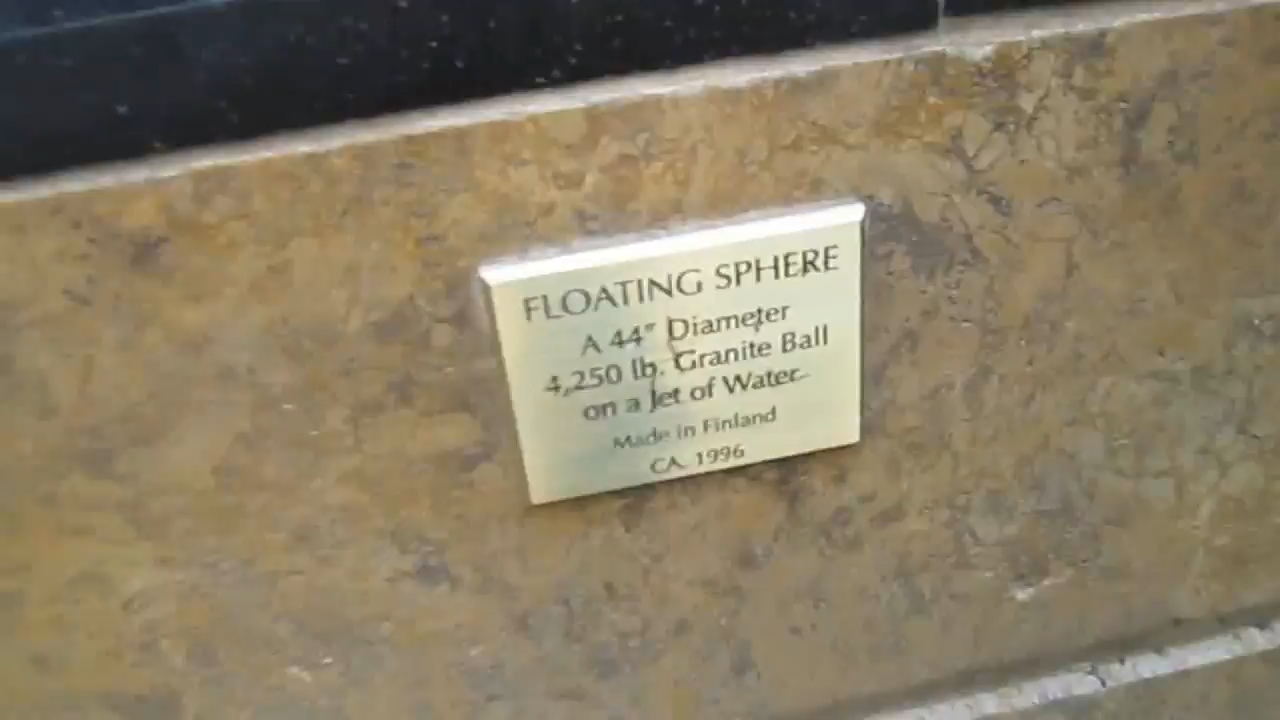 FLOATING SPHERE
A 44" Diameter
4,250 lb. Granite Ball
on a Jet of Water.
Made in Finland
CA. 1996